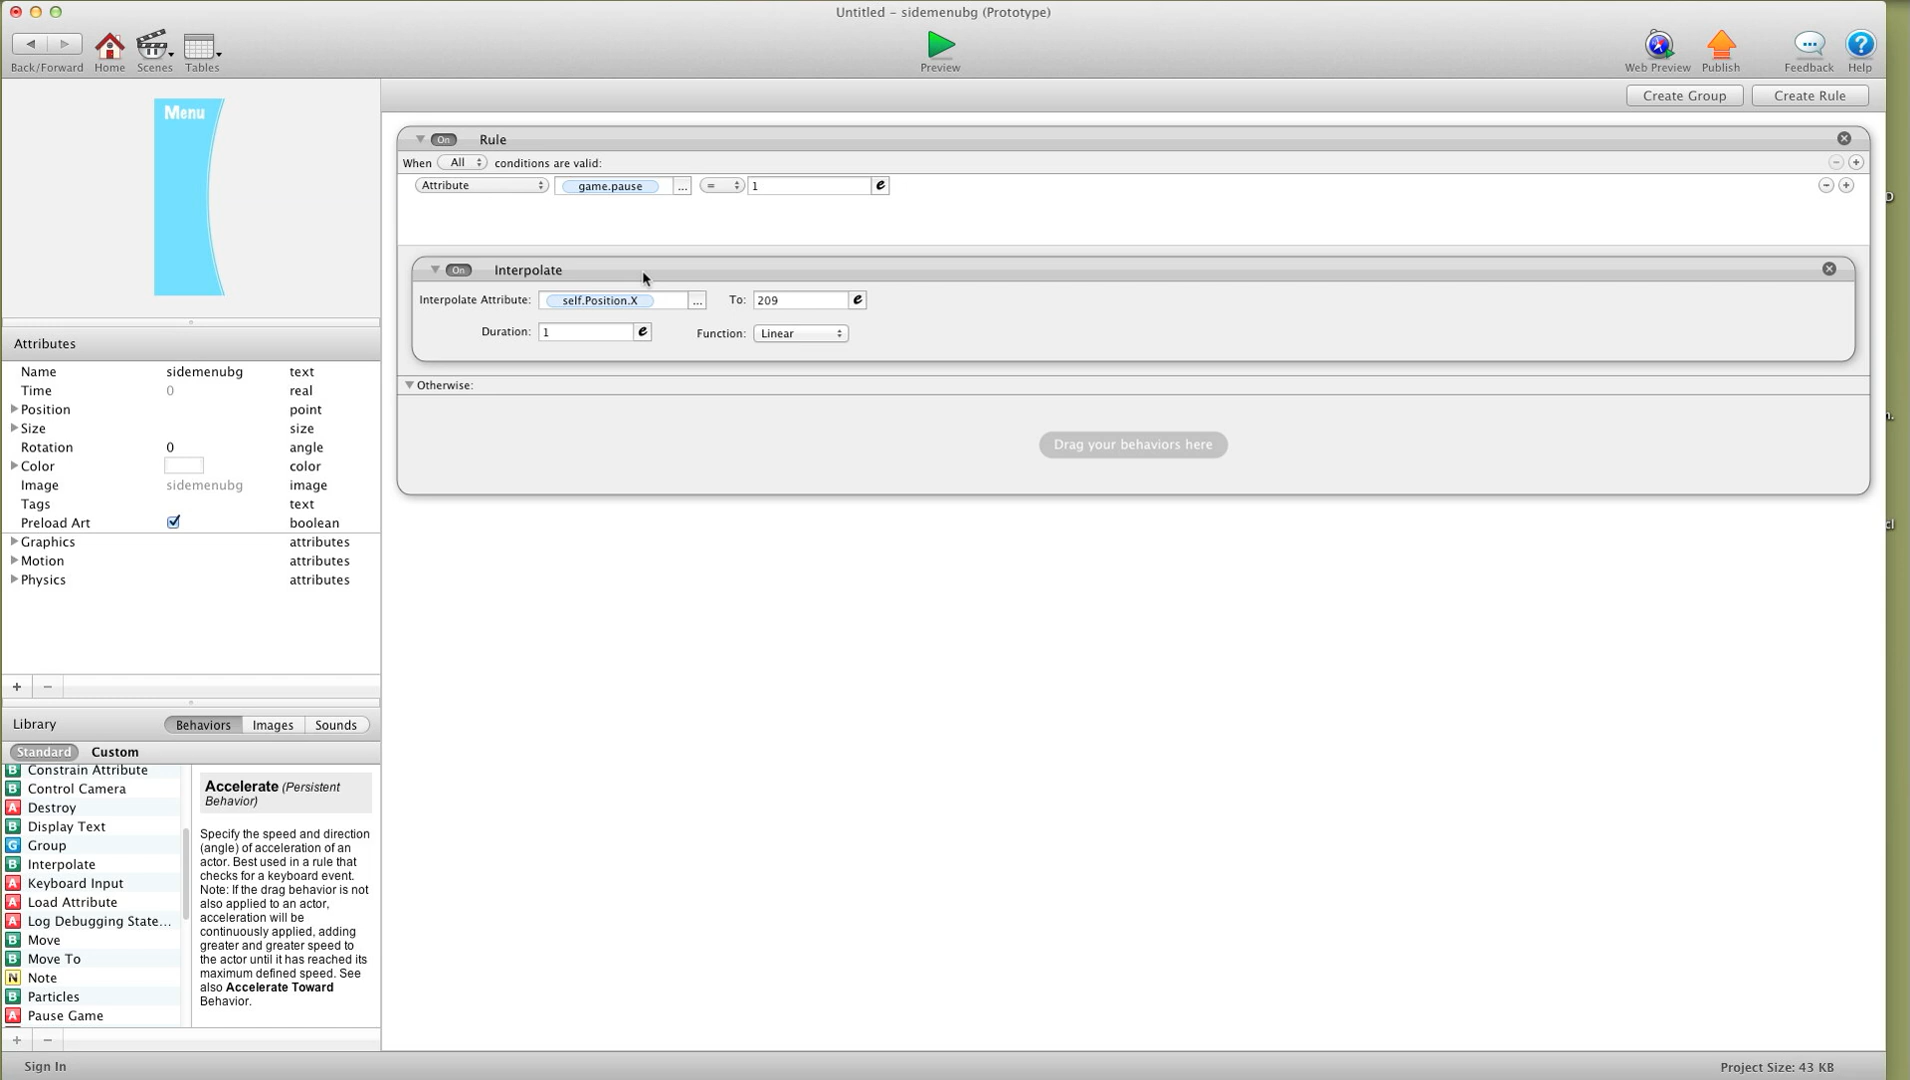 Untitled – sidemenubg (Prototype)
Back/Forward Home Scenes Tables Preview Web Preview Publish Feedback Help
Create Group Create Rule
Menu
On Rule
When All conditions are valid:
Attribute game.pause ... = 1 e
On Interpolate
Interpolate Attribute: self.Position.X ... To: 209 e
Duration: 1 e Function: Linear
Otherwise:
Drag your behaviors here
Attributes
Name sidemenubg text
Time 0 real
Position point
Size size
Rotation 0 angle
Color color
Image sidemenubg image
Tags text
Preload Art boolean
Graphics attributes
Motion attributes
Physics attributes
+ −
Library Behaviors Images Sounds
Standard Custom
B Constrain Attribute
B Control Camera
A Destroy
B Display Text
G Group
B Interpolate
A Keyboard Input
A Load Attribute
A Log Debugging State...
B Move
B Move To
N Note
B Particles
A Pause Game
Accelerate (Persistent
Behavior)
Specify the speed and direction
(angle) of acceleration of an
actor. Best used in a rule that
checks for a keyboard event.
Note: If the drag behavior is not
also applied to an actor,
acceleration will be
continuously applied, adding
greater and greater speed to
the actor until it has reached its
maximum defined speed. See
also Accelerate Toward
Behavior.
+ −
Sign In
Project Size: 43 KB